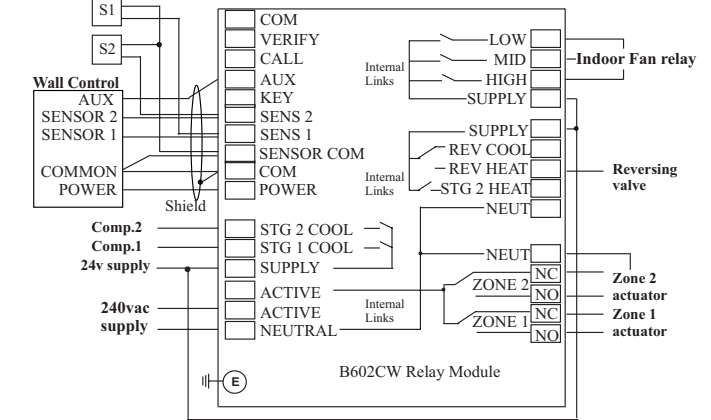 S1
S2
Wall Control
AUX
SENSOR 2
SENSOR 1
COMMON
POWER
Shield
Comp.2
Comp.1
24v supply
240vac
supply
COM
VERIFY
CALL
AUX
KEY
SENS 2
SENS 1
SENSOR COM
COM
POWER
STG 2 COOL
STG 1 COOL
SUPPLY
ACTIVE
ACTIVE
NEUTRAL
E
Internal
Links
LOW
MID
HIGH
SUPPLY
Indoor Fan relay
Internal
Links
SUPPLY
REV COOL
REV HEAT
STG 2 HEAT
NEUT
Reversing
valve
Internal
Links
NEUT
ZONE 2
NC
NO
ZONE 1
NC
NO
Zone 2
actuator
Zone 1
actuator
B602CW Relay Module